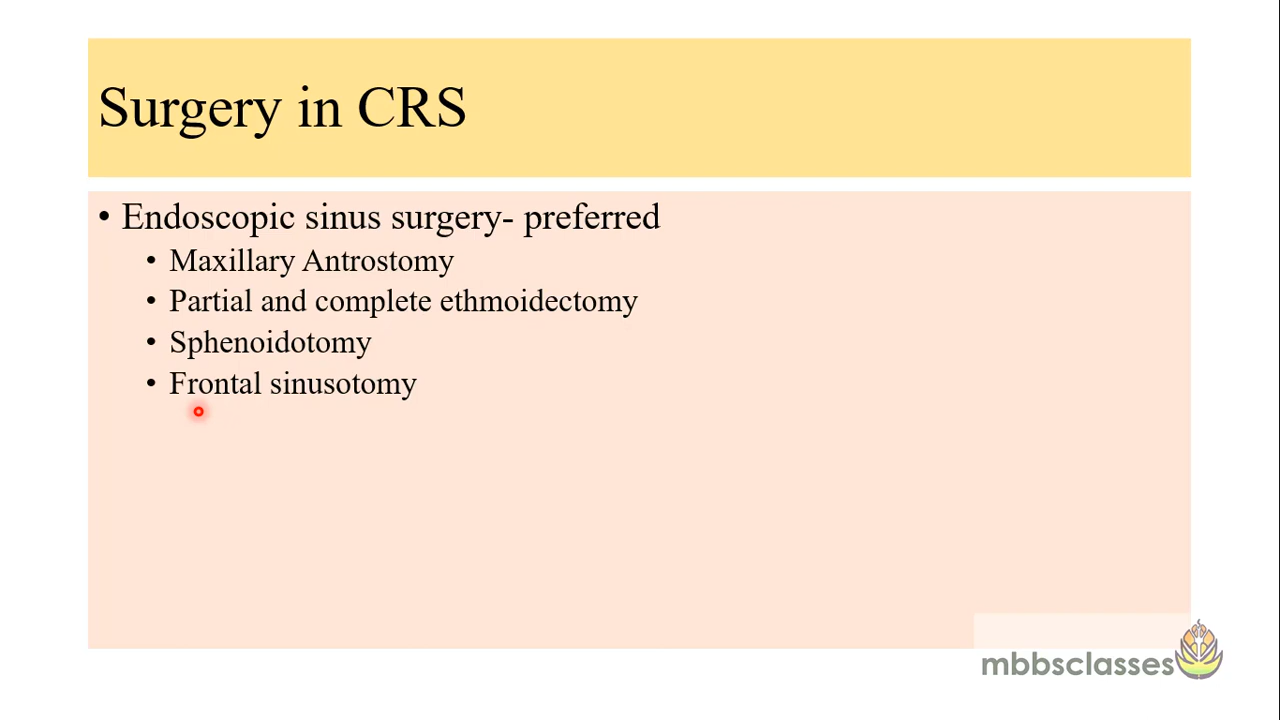 Surgery in CRS
• Endoscopic sinus surgery- preferred
• Maxillary Antrostomy
• Partial and complete ethmoidectomy
• Sphenoidotomy
• Frontal sinusotomy
mbbsclasses